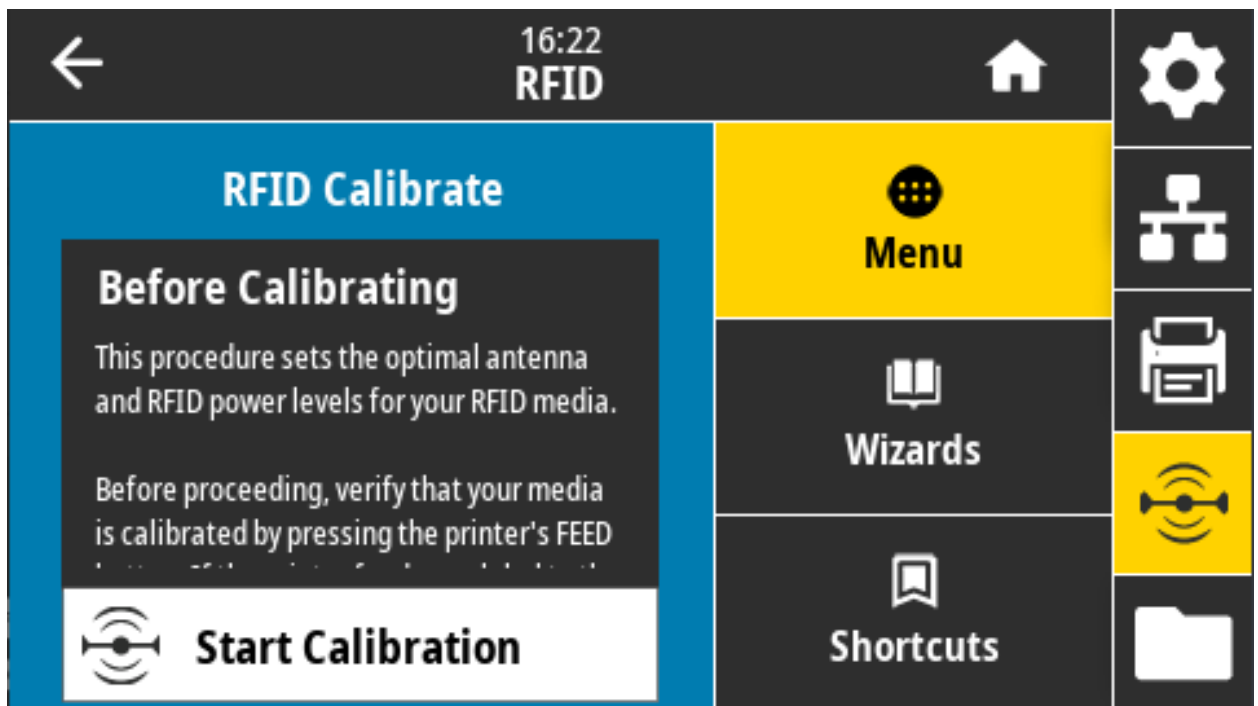 16:22
RFID
RFID Calibrate
Before Calibrating
This procedure sets the optimal antenna
and RFID power levels for your RFID media.
Before proceeding, verify that your media
is calibrated by pressing the printer's FEED
Start Calibration
Menu
Wizards
Shortcuts